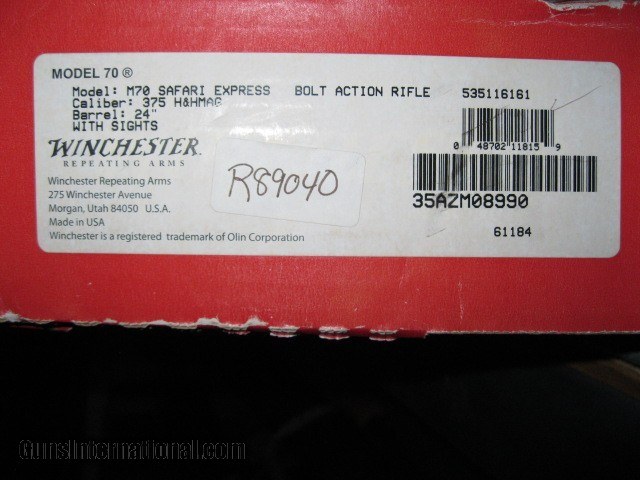 MODEL 70 ®
Model: M70 SAFARI EXPRESS BOLT ACTION RIFLE 535116161
Caliber: 375 H&HMAG
Barrel: 24"
WITH SIGHTS
0 48702 11815 9
WINCHESTER.
REPEATING ARMS
R89040
Winchester Repeating Arms
275 Winchester Avenue
Morgan, Utah 84050 U.S.A.
Made in USA
Winchester is a registered trademark of Olin Corporation
35AZM08990
61184
GunsInternational.com